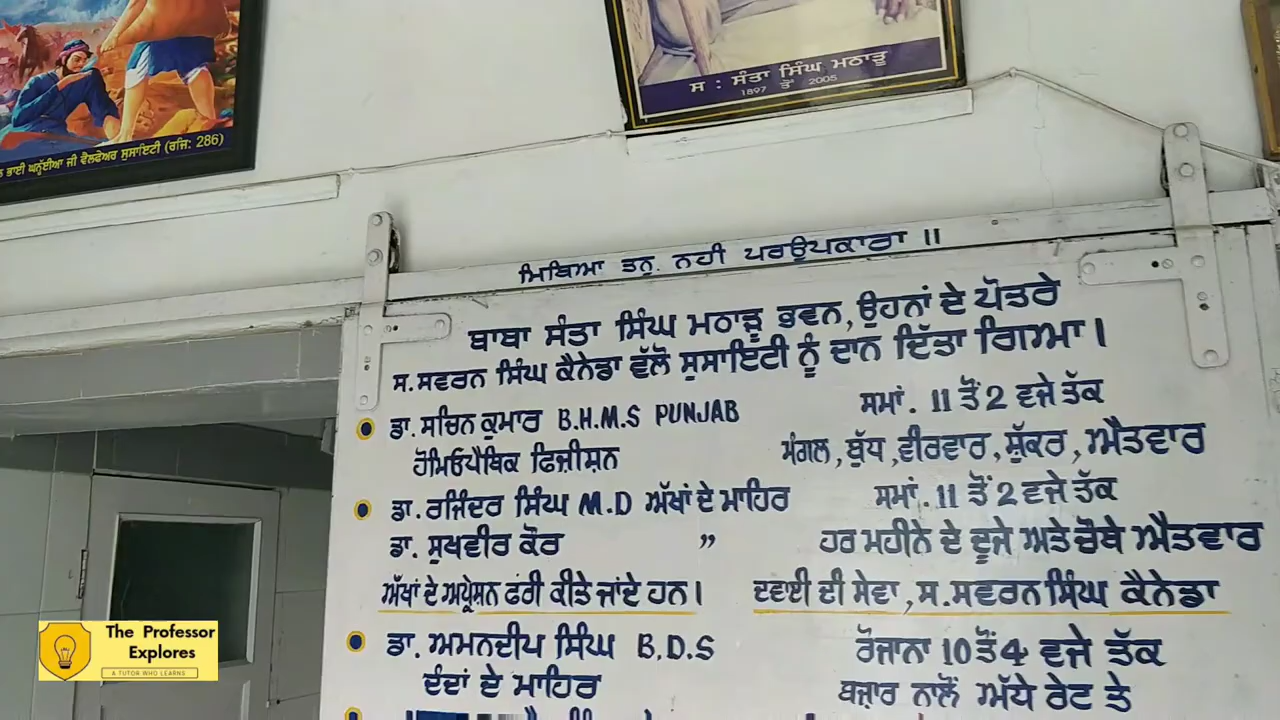 ਭਾਈ ਘਨ੍ਹੱਈਆ ਜੀ ਵੈਲਫੇਅਰ ਸੁਸਾਇਟੀ (ਰਜਿ: 286)
ਸ : ਸੰਤਾ ਸਿੰਘ ਮਠਾੜੂ
1897 ਤੋਂ 2005
ਮਿਥਿਆ ਤਨੁ ਨਹੀ ਪਰਉਪਕਾਰਾ ॥
ਬਾਬਾ ਸੰਤਾ ਸਿੰਘ ਮਠਾੜੂ ਭਵਨ, ਉਹਨਾਂ ਦੇ ਪੋਤਰੇ
ਸ. ਸਵਰਨ ਸਿੰਘ ਕੈਨੇਡਾ ਵੱਲੋਂ ਸੁਸਾਇਟੀ ਨੂੰ ਦਾਨ ਦਿੱਤਾ ਗਿਆ।
ਡਾ. ਸਚਿਨ ਕੁਮਾਰ B.H.M.S PUNJAB ਸਮਾਂ. 11 ਤੋਂ 2 ਵਜੇ ਤੱਕ
ਹੋਮਿਓਪੈਥਿਕ ਫਿਜ਼ੀਸ਼ਨ ਮੰਗਲ, ਬੁੱਧ, ਵੀਰਵਾਰ, ਸ਼ੁੱਕਰ, ਐਤਵਾਰ
ਡਾ. ਰਜਿੰਦਰ ਸਿੰਘ M.D ਅੱਖਾਂ ਦੇ ਮਾਹਿਰ ਸਮਾਂ. 11 ਤੋਂ 2 ਵਜੇ ਤੱਕ
ਡਾ. ਸੁਖਵੀਰ ਕੌਰ ” ਹਰ ਮਹੀਨੇ ਦੇ ਦੂਜੇ ਅਤੇ ਚੌਥੇ ਐਤਵਾਰ
ਅੱਖਾਂ ਦੇ ਅਪ੍ਰੇਸ਼ਨ ਫਰੀ ਕੀਤੇ ਜਾਂਦੇ ਹਨ। ਦਵਾਈ ਦੀ ਸੇਵਾ, ਸ. ਸਵਰਨ ਸਿੰਘ ਕੈਨੇਡਾ
ਡਾ. ਅਮਨਦੀਪ ਸਿੰਘ B.D.S ਰੋਜਾਨਾ 10 ਤੋਂ 4 ਵਜੇ ਤੱਕ
ਦੰਦਾਂ ਦੇ ਮਾਹਿਰ ਬਜ਼ਾਰ ਨਾਲੋਂ ਅੱਧੇ ਰੇਟ ਤੇ
The Professor
Explores
A TUTOR WHO LEARNS